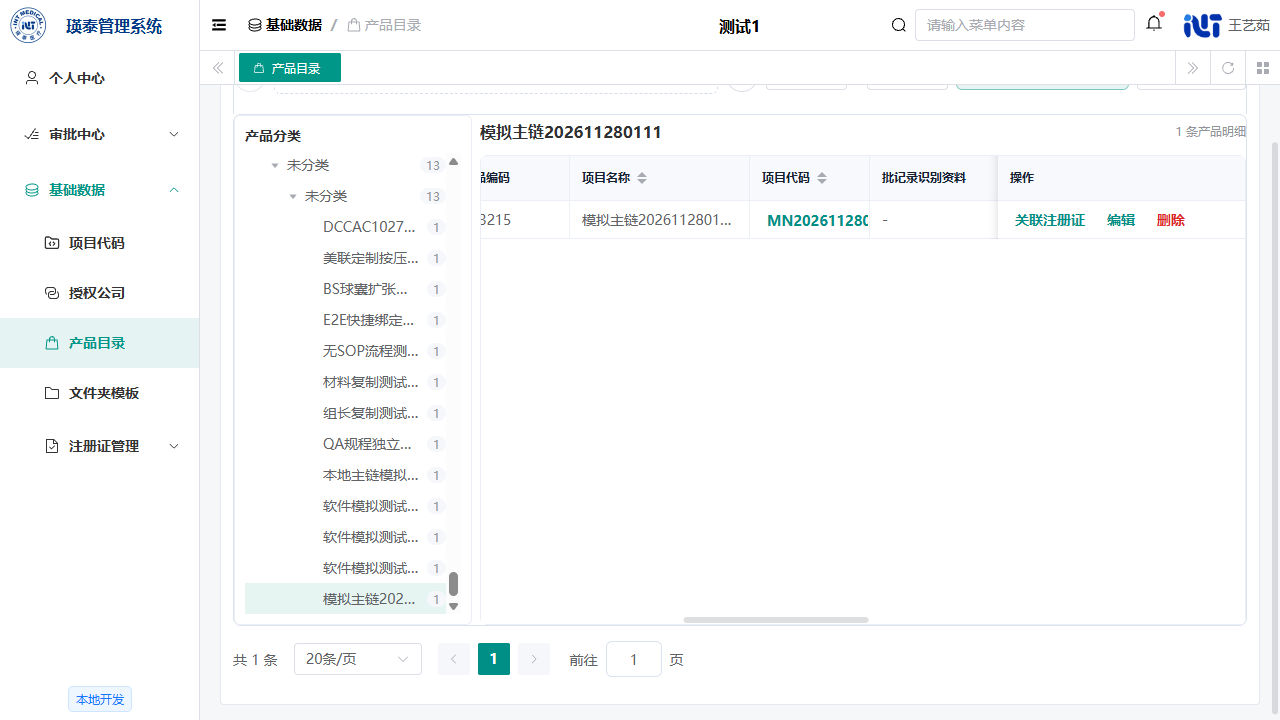 瑛泰管理系统
基础数据 / 产品目录
测试1
请输入菜单内容
王艺茹
个人中心
审批中心
基础数据
项目代码
授权公司
产品目录
文件夹模板
注册证管理
本地开发
产品目录
产品分类
未分类 13
未分类 13
DCCAC1027... 1
美联定制按压... 1
BS球囊扩张... 1
E2E快捷绑定... 1
无SOP流程测... 1
材料复制测试... 1
组长复制测试... 1
QA规程独立... 1
本地主链模拟... 1
软件模拟测试... 1
软件模拟测试... 1
软件模拟测试... 1
模拟主链202... 1
模拟主链202611280111
1 条产品明细
品编码 项目名称 项目代码 批记录识别资料 操作
3215 模拟主链2026112801... MN202611280 - 关联注册证 编辑 删除
共 1 条 20条/页 1 前往 1 页